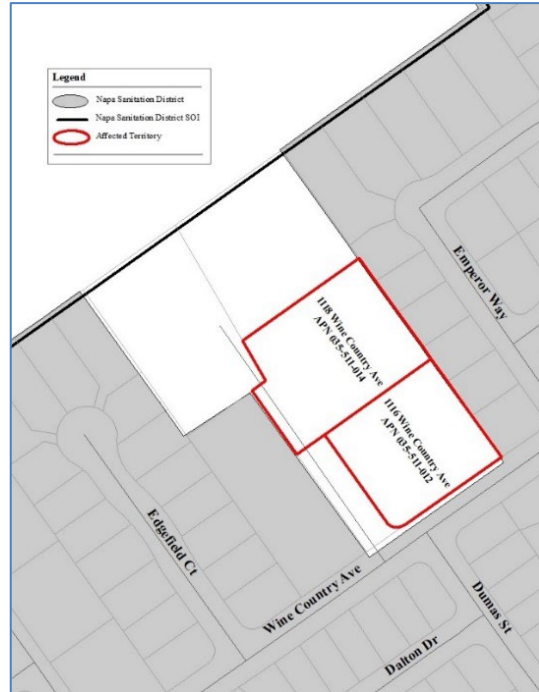 Legend
Napa Sanitation District
Napa Sanitation District SOI
Affected Territory
Emperor Way
1118 Wine Country Ave
APN 035-511-014
1116 Wine Country Ave
APN 035-511-012
Edgefield Ct
Wine Country Ave
Dumas St
Dalton Dr